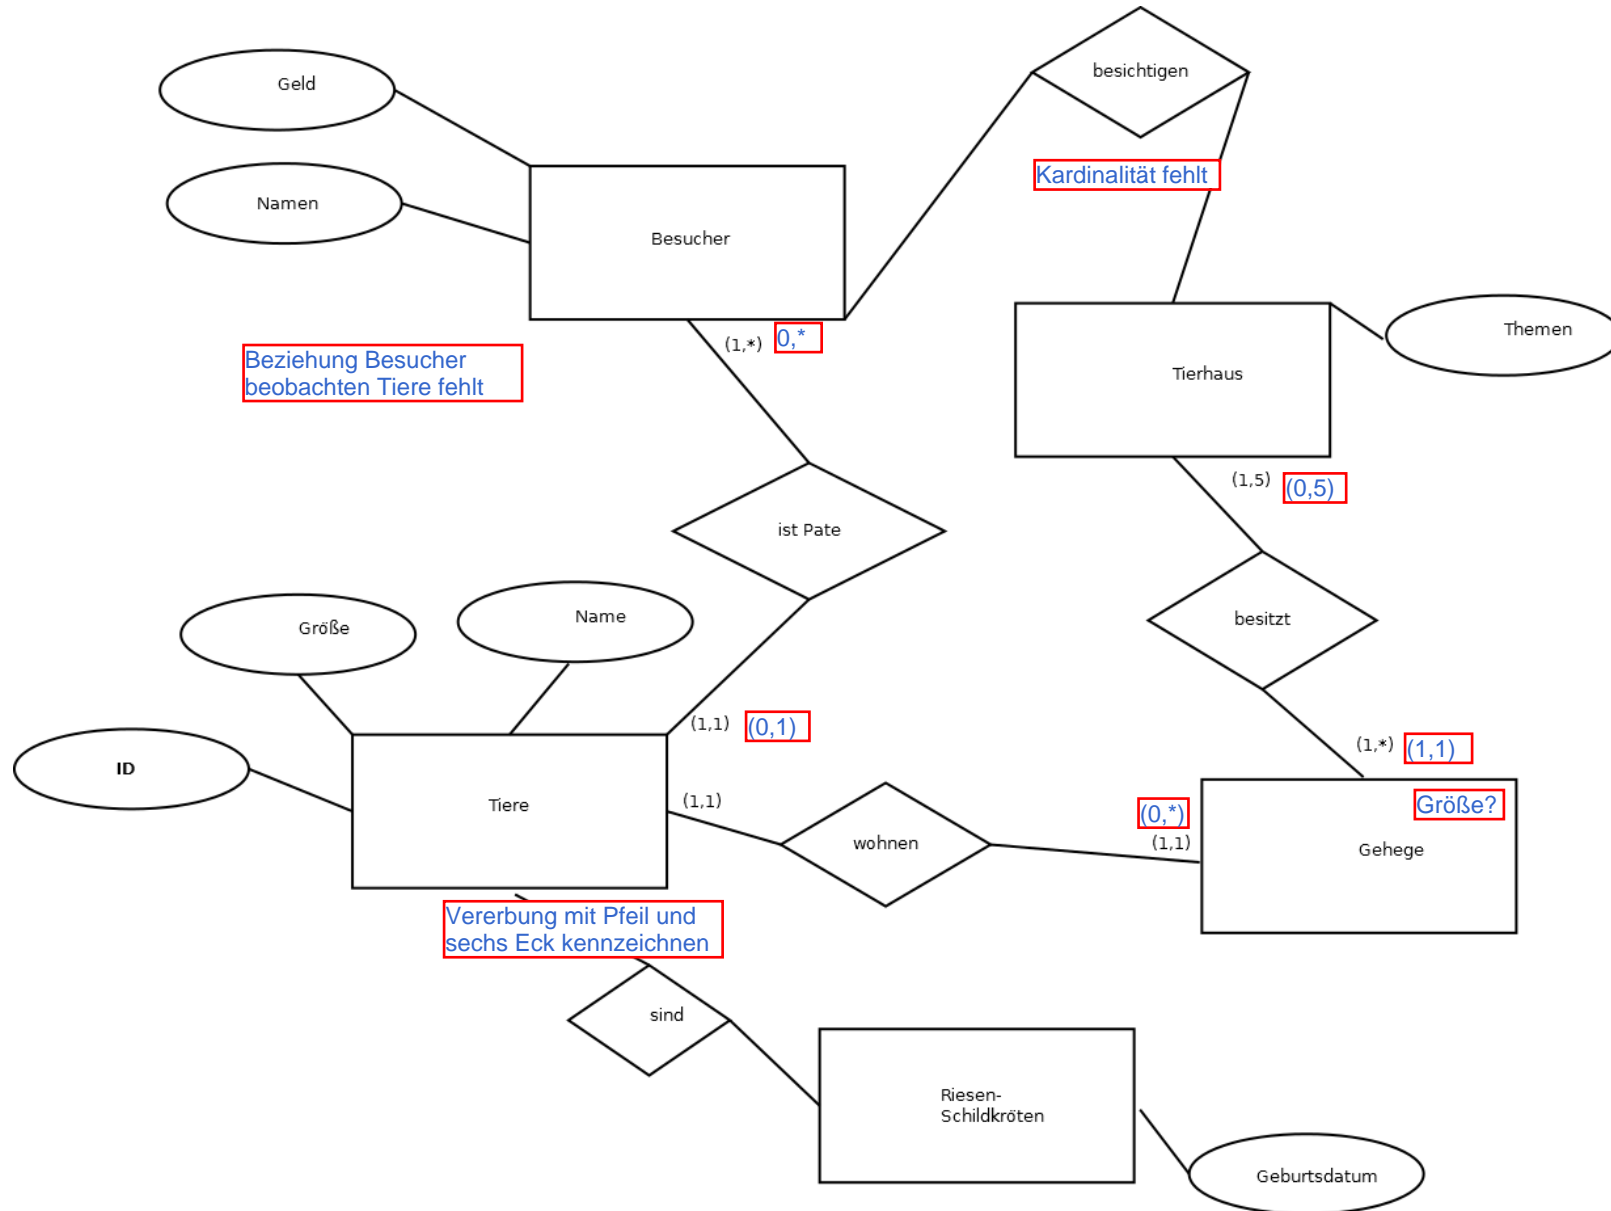 besichtigen
Geld
Kardinalität fehlt
Namen
Besucher
Themen
(1,*)
0,*
Beziehung Besucher
beobachten Tiere fehlt
Tierhaus
(1,5)
(0,5)
ist Pate
Größe
Name
besitzt
(1,1)
(0,1)
(1,*)
(1,1)
ID
Tiere
(1,1)
(0,*)
Größe?
wohnen
(1,1)
Gehege
Vererbung mit Pfeil und
sechs Eck kennzeichnen
sind
Riesen-
Schildkröten
Geburtsdatum